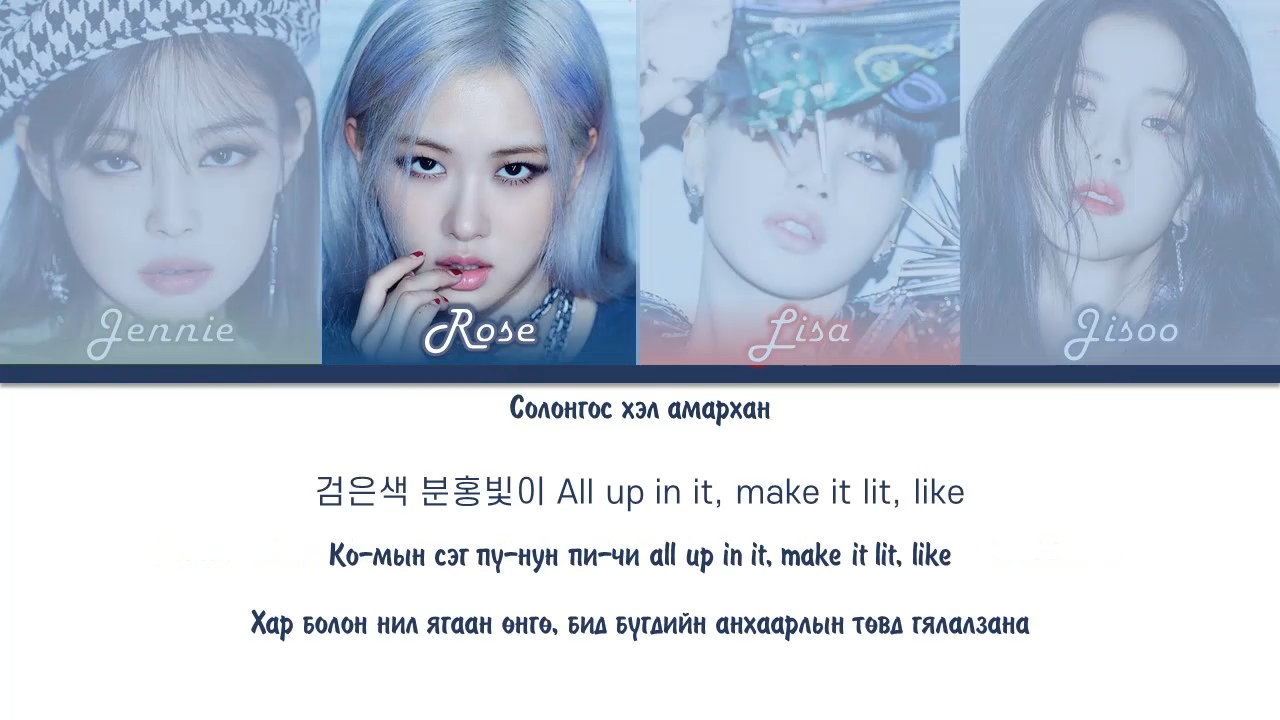 Jennie Rose Lisa Jisoo
Солонгос хэл амархан
검은색 분홍빛이 All up in it, make it lit, like
Ко-мын сэг пү-нун пи-чи all up in it, make it lit, like
Хар болон нил ягаан өнгө, бид бүгдийн анхаарлын төвд гялалзана